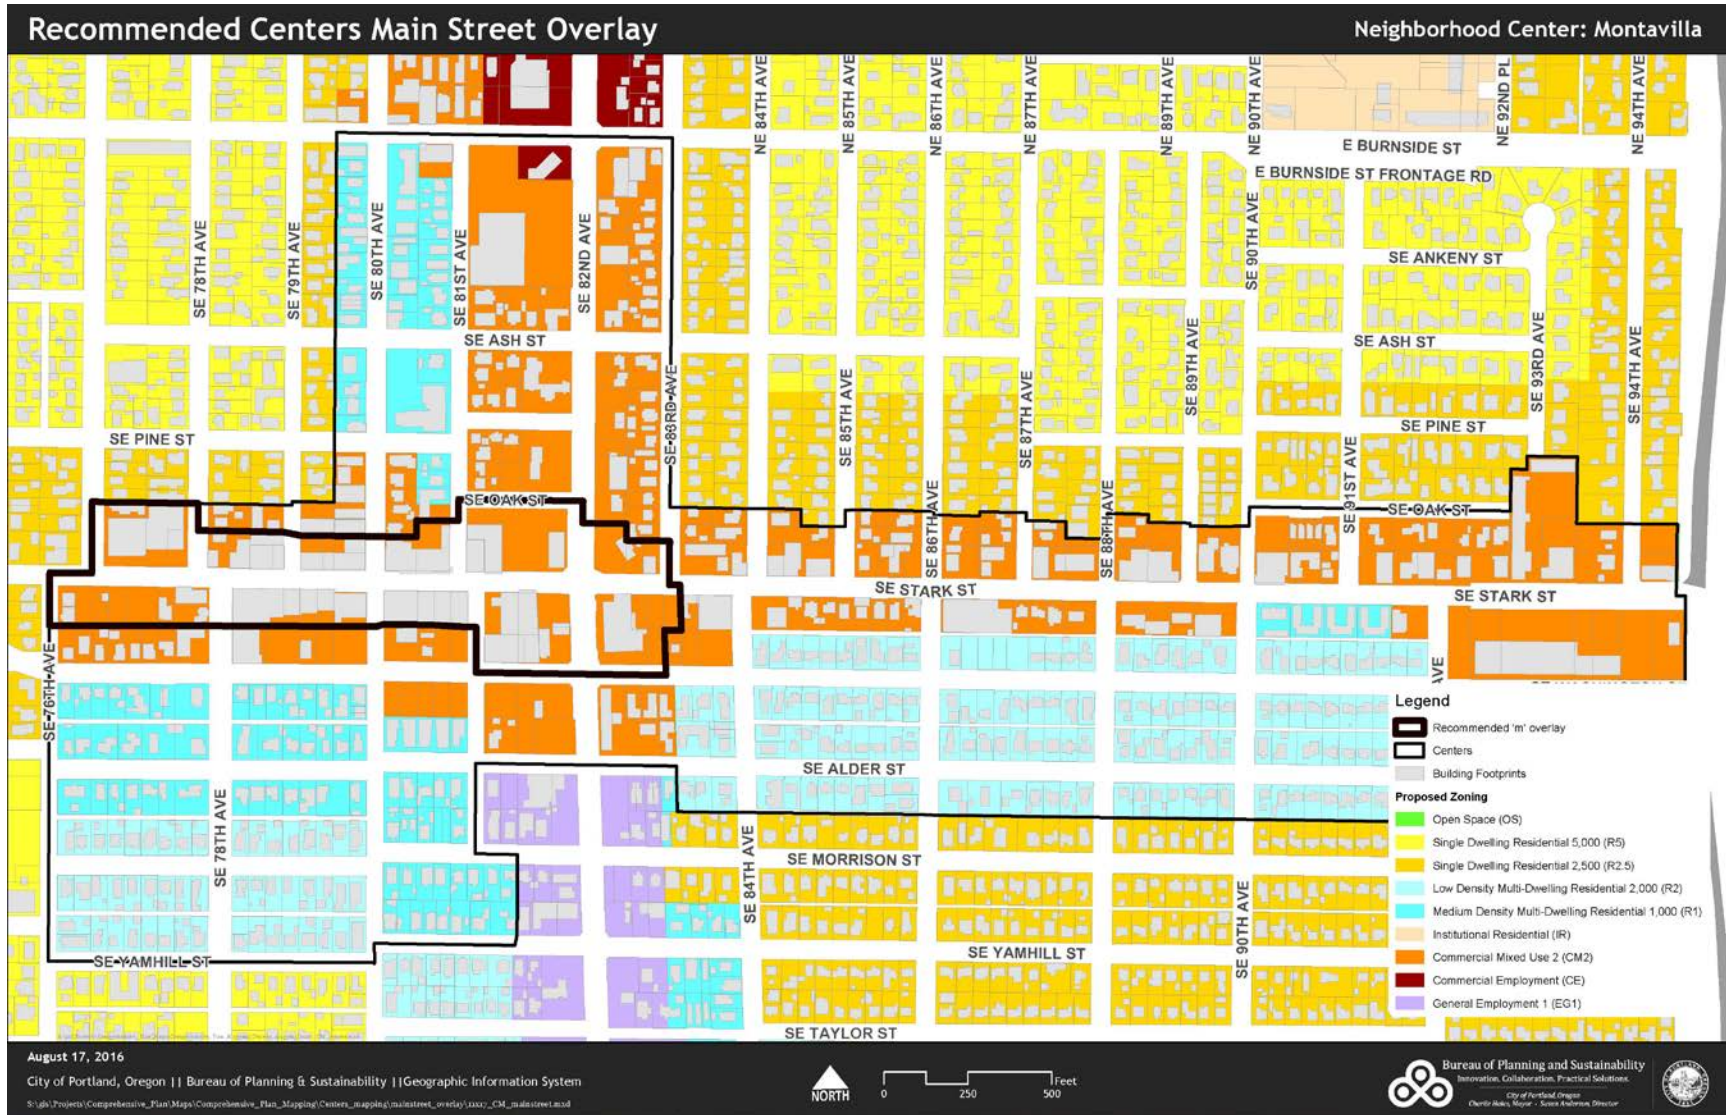 Recommended Centers Main Street Overlay
Neighborhood Center: Montavilla
NE 84TH AVE
NE 85TH AVE
NE 86TH AVE
NE 87TH AVE
NE 89TH AVE
NE 90TH AVE
NE 92ND PL
NE 94TH AVE
E BURNSIDE ST
E BURNSIDE ST FRONTAGE RD
SE 78TH AVE
SE 79TH AVE
SE 80TH AVE
SE 81ST AVE
SE 82ND AVE
SE 90TH AVE
SE ANKENY ST
SE ASH ST
SE ASH ST
SE 83RD AVE
SE 85TH AVE
SE 87TH AVE
SE 89TH AVE
SE 93RD AVE
SE 94TH AVE
SE PINE ST
SE PINE ST
SE 91ST AVE
SE OAK ST
SE OAK ST
SE 86TH AVE
SE 88TH AVE
SE STARK ST
SE STARK ST
SE 76TH AVE
AVE
SE ALDER ST
SE 78TH AVE
SE 84TH AVE
SE MORRISON ST
SE 90TH AVE
SE YAMHILL ST
SE YAMHILL ST
SE TAYLOR ST
Legend
Recommended 'm' overlay
Centers
Building Footprints
Proposed Zoning
Open Space (OS)
Single Dwelling Residential 5,000 (R5)
Single Dwelling Residential 2,500 (R2.5)
Low Density Multi-Dwelling Residential 2,000 (R2)
Medium Density Multi-Dwelling Residential 1,000 (R1)
Institutional Residential (IR)
Commercial Mixed Use 2 (CM2)
Commercial Employment (CE)
General Employment 1 (EG1)
August 17, 2016
City of Portland, Oregon || Bureau of Planning & Sustainability ||Geographic Information System
NORTH
0 250 500
Feet
Bureau of Planning and Sustainability
Innovation. Collaboration. Practical Solutions.
City of Portland, Oregon
Charlie Hales, Mayor - Susan Anderson, Director